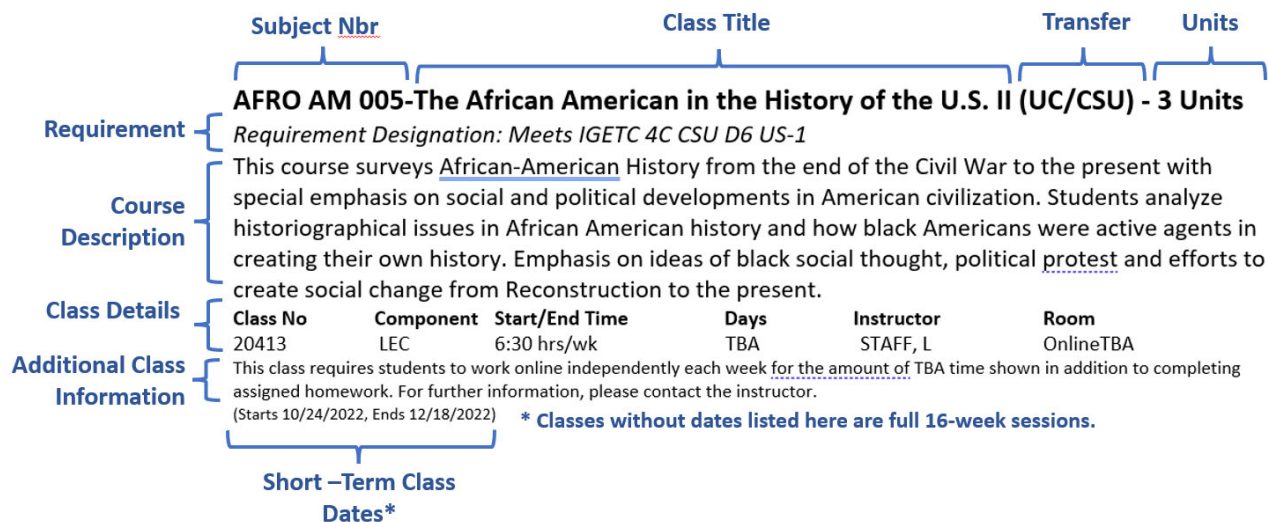 Subject Nbr
Class Title
Transfer
Units
AFRO AM 005-The African American in the History of the U.S. II (UC/CSU) - 3 Units
Requirement
Requirement Designation: Meets IGETC 4C CSU D6 US-1
Course
Description
This course surveys African-American History from the end of the Civil War to the present with
special emphasis on social and political developments in American civilization. Students analyze
historiographical issues in African American history and how black Americans were active agents in
creating their own history. Emphasis on ideas of black social thought, political protest and efforts to
create social change from Reconstruction to the present.
Class Details
Class No Component Start/End Time Days Instructor Room
20413 LEC 6:30 hrs/wk TBA STAFF, L OnlineTBA
Additional Class
Information
This class requires students to work online independently each week for the amount of TBA time shown in addition to completing
assigned homework. For further information, please contact the instructor.
(Starts 10/24/2022, Ends 12/18/2022)
* Classes without dates listed here are full 16-week sessions.
Short –Term Class
Dates*